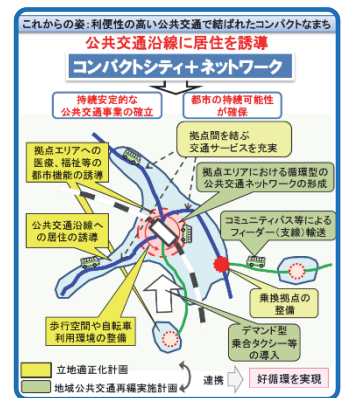 これからの姿：利便性の高い公共交通で結ばれたコンパクトなまち
公共交通沿線に居住を誘導
コンパクトシティ＋ネットワーク
持続安定的な
公共交通事業の確立
都市の持続可能性
が確保
拠点間を結ぶ
交通サービスを充実
拠点エリアへの
医療、福祉等の
都市機能の誘導
拠点エリアにおける循環型の
公共交通ネットワークの形成
公共交通沿線へ
の居住の誘導
コミュニティバス等による
フィーダー（支線）輸送
乗換拠点の
整備
歩行空間や自転車
利用環境の整備
デマンド型
乗合タクシー等
の導入
立地適正化計画
地域公共交通再編実施計画
連携
好循環を実現